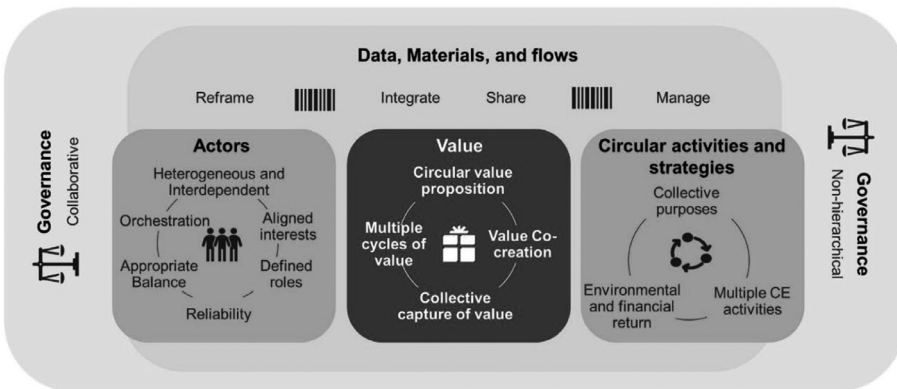 Data, Materials, and flows
Reframe
Integrate
Share
Manage
Governance
Collaborative
Actors
Heterogeneous and
Interdependent
Orchestration
Aligned
interests
Appropriate
Balance
Defined
roles
Reliability
Value
Circular value
proposition
Multiple
cycles of
value
Value Co-
creation
Collective
capture of value
Circular activities and
strategies
Collective
purposes
Environmental
and financial
return
Multiple CE
activities
Governance
Non-hierarchical